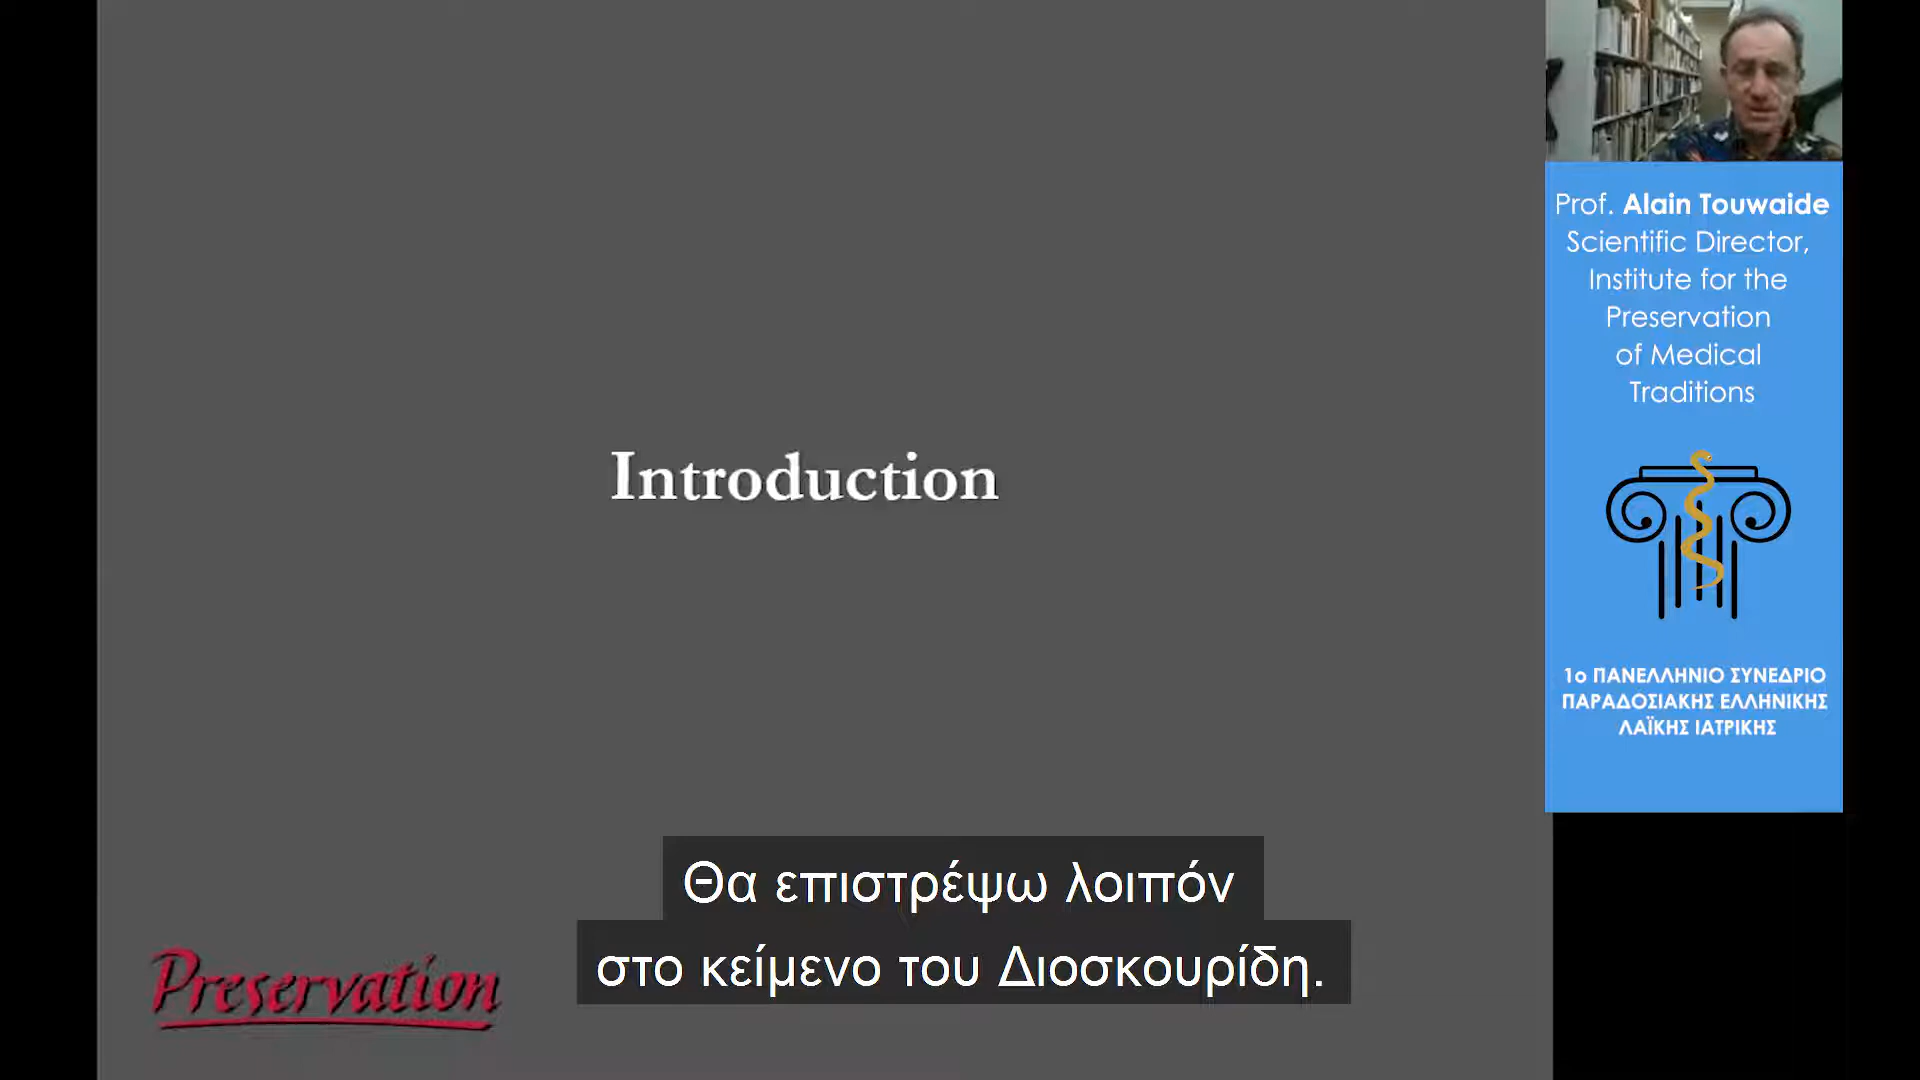 Introduction
Preservation
Θα επιστρέψω λοιπόν
στο κείμενο του Διοσκουρίδη.
Prof. Alain Touwaide
Scientific Director,
Institute for the
Preservation
of Medical
Traditions
1ο ΠΑΝΕΛΛΗΝΙΟ ΣΥΝΕΔΡΙΟ
ΠΑΡΑΔΟΣΙΑΚΗΣ ΕΛΛΗΝΙΚΗΣ
ΛΑΪΚΗΣ ΙΑΤΡΙΚΗΣ